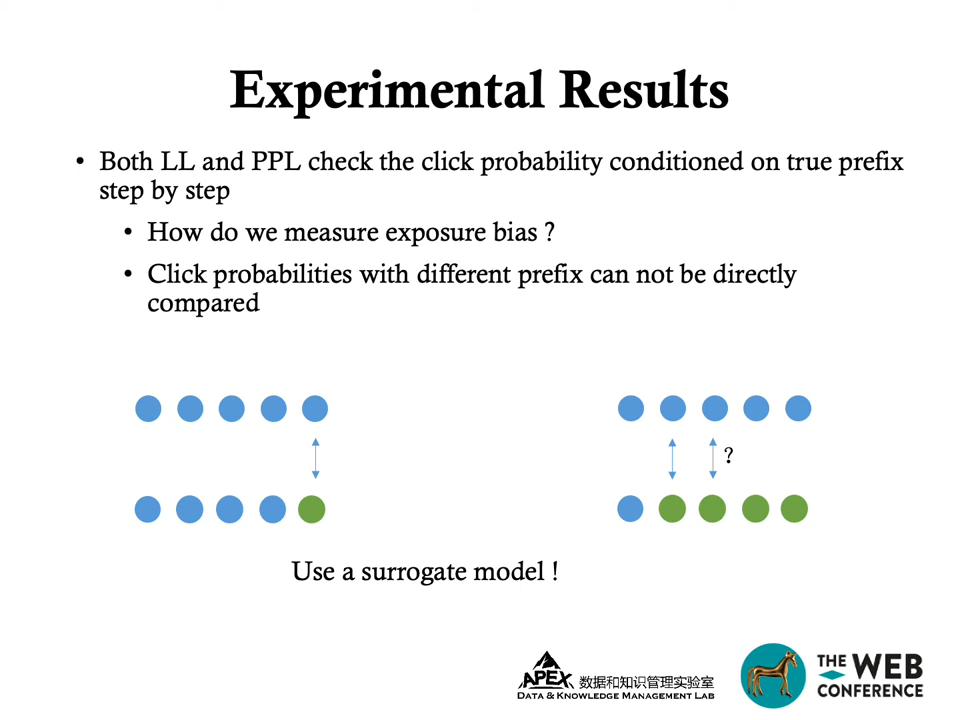 Experimental Results
• Both LL and PPL check the click probability conditioned on true prefix
step by step
• How do we measure exposure bias ?
• Click probabilities with different prefix can not be directly
compared
?
Use a surrogate model !
APEX 数据和知识管理实验室
DATA & KNOWLEDGE MANAGEMENT LAB
THE WEB
CONFERENCE